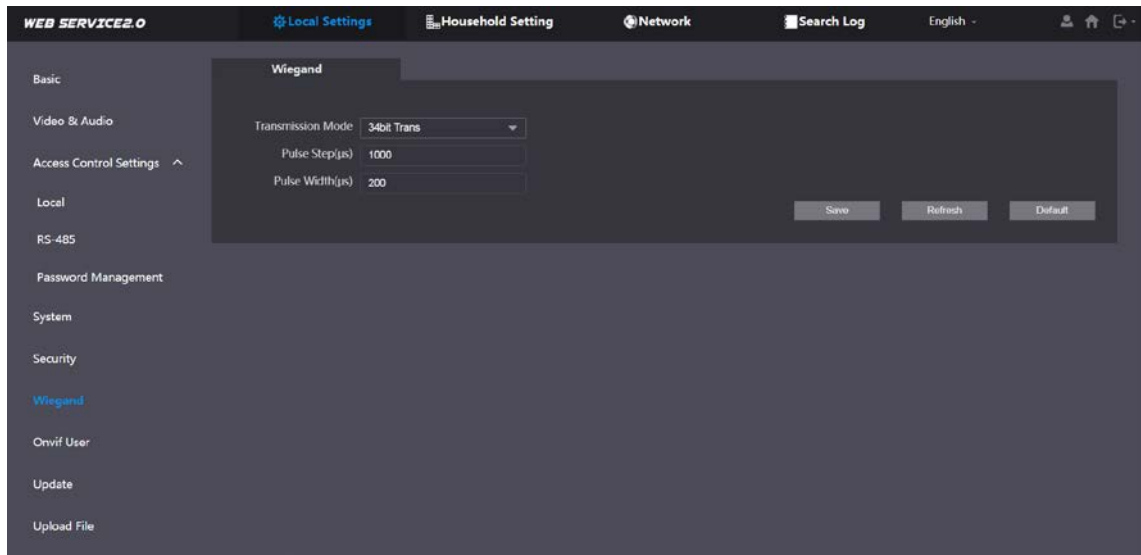 WEB SERVICE2.0 Local Settings Household Setting Network Search Log English
Basic
Video & Audio
Access Control Settings
Local
RS-485
Password Management
System
Security
Wiegand
Onvif User
Update
Upload File
Wiegand
Transmission Mode 34bit Trans
Pulse Step(μs) 1000
Pulse Width(μs) 200
Save Refresh Default